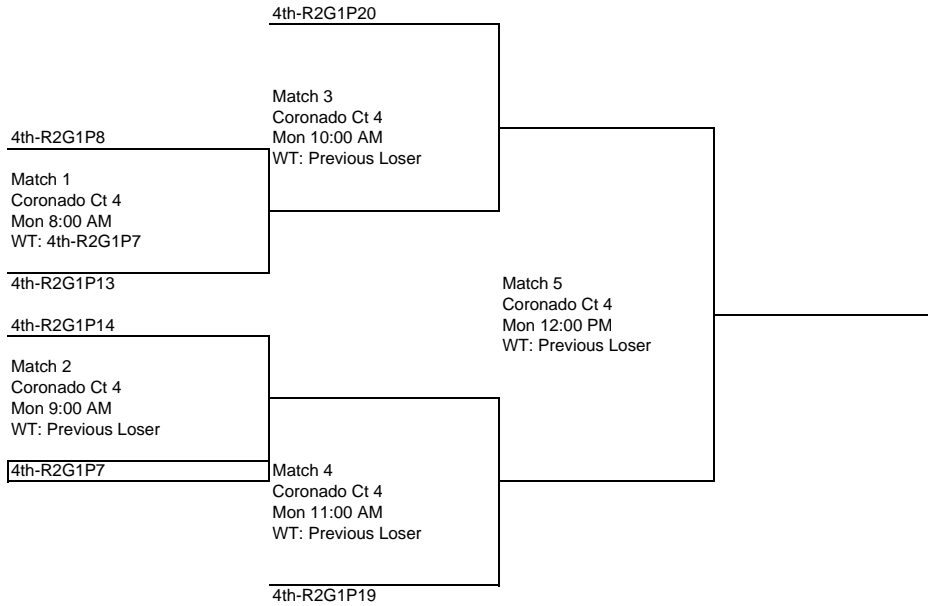 4th-R2G1P20
Match 3
Coronado Ct 4
Mon 10:00 AM
WT: Previous Loser
4th-R2G1P8
Match 1
Coronado Ct 4
Mon 8:00 AM
WT: 4th-R2G1P7
4th-R2G1P13
Match 5
Coronado Ct 4
Mon 12:00 PM
WT: Previous Loser
4th-R2G1P14
Match 2
Coronado Ct 4
Mon 9:00 AM
WT: Previous Loser
4th-R2G1P7
Match 4
Coronado Ct 4
Mon 11:00 AM
WT: Previous Loser
4th-R2G1P19